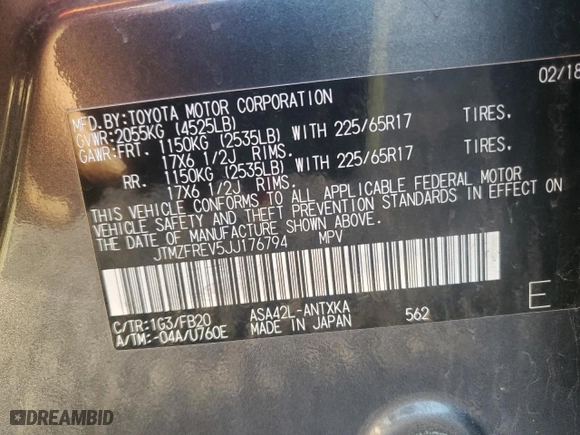 02/18
MFD.BY:TOYOTA MOTOR CORPORATION
GVWR:2055KG (4525LB)
GAWR:FRT. 1150KG (2535LB) WITH 225/65R17 TIRES,
17X6 1/2J RIMS.
RR. 1150KG (2535LB) WITH 225/65R17 TIRES,
17X6 1/2J RIMS.
THIS VEHICLE CONFORMS TO ALL APPLICABLE FEDERAL MOTOR
VEHICLE SAFETY AND THEFT PREVENTION STANDARDS IN EFFECT ON
THE DATE OF MANUFACTURE SHOWN ABOVE.
JTMZFREV5JJ176794 MPV
E
C/TR:1G3/FB20 ASA42L-ANTXKA 562
A/TM:-04A/U760E MADE IN JAPAN
DREAMBID